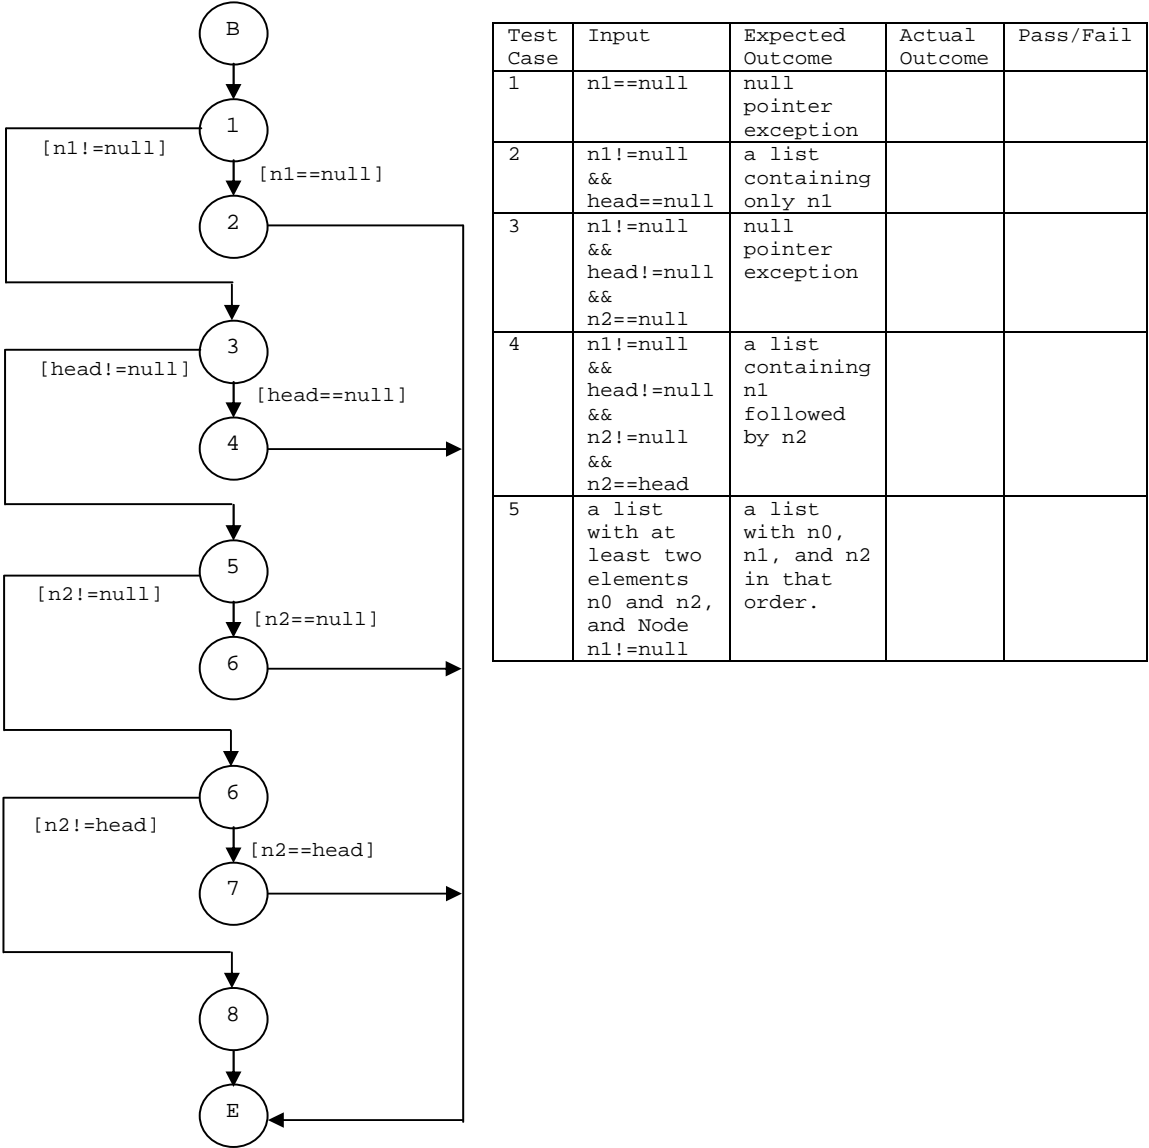 B
1
[n1!=null]
[n1==null]
2
3
[head!=null]
[head==null]
4
5
[n2!=null]
[n2==null]
6
6
[n2!=head]
[n2==head]
7
8
E
Test Case
Input
Expected Outcome
Actual Outcome
Pass/Fail
1
n1==null
null
pointer
exception
2
n1!=null
&&
head==null
a list
containing
only n1
3
n1!=null
&&
head!=null
&&
n2==null
null
pointer
exception
4
n1!=null
&&
head!=null
&&
n2!=null
&&
n2==head
a list
containing
n1
followed
by n2
5
a list
with at
least two
elements
n0 and n2,
and Node
n1!=null
a list
with n0,
n1, and n2
in that
order.